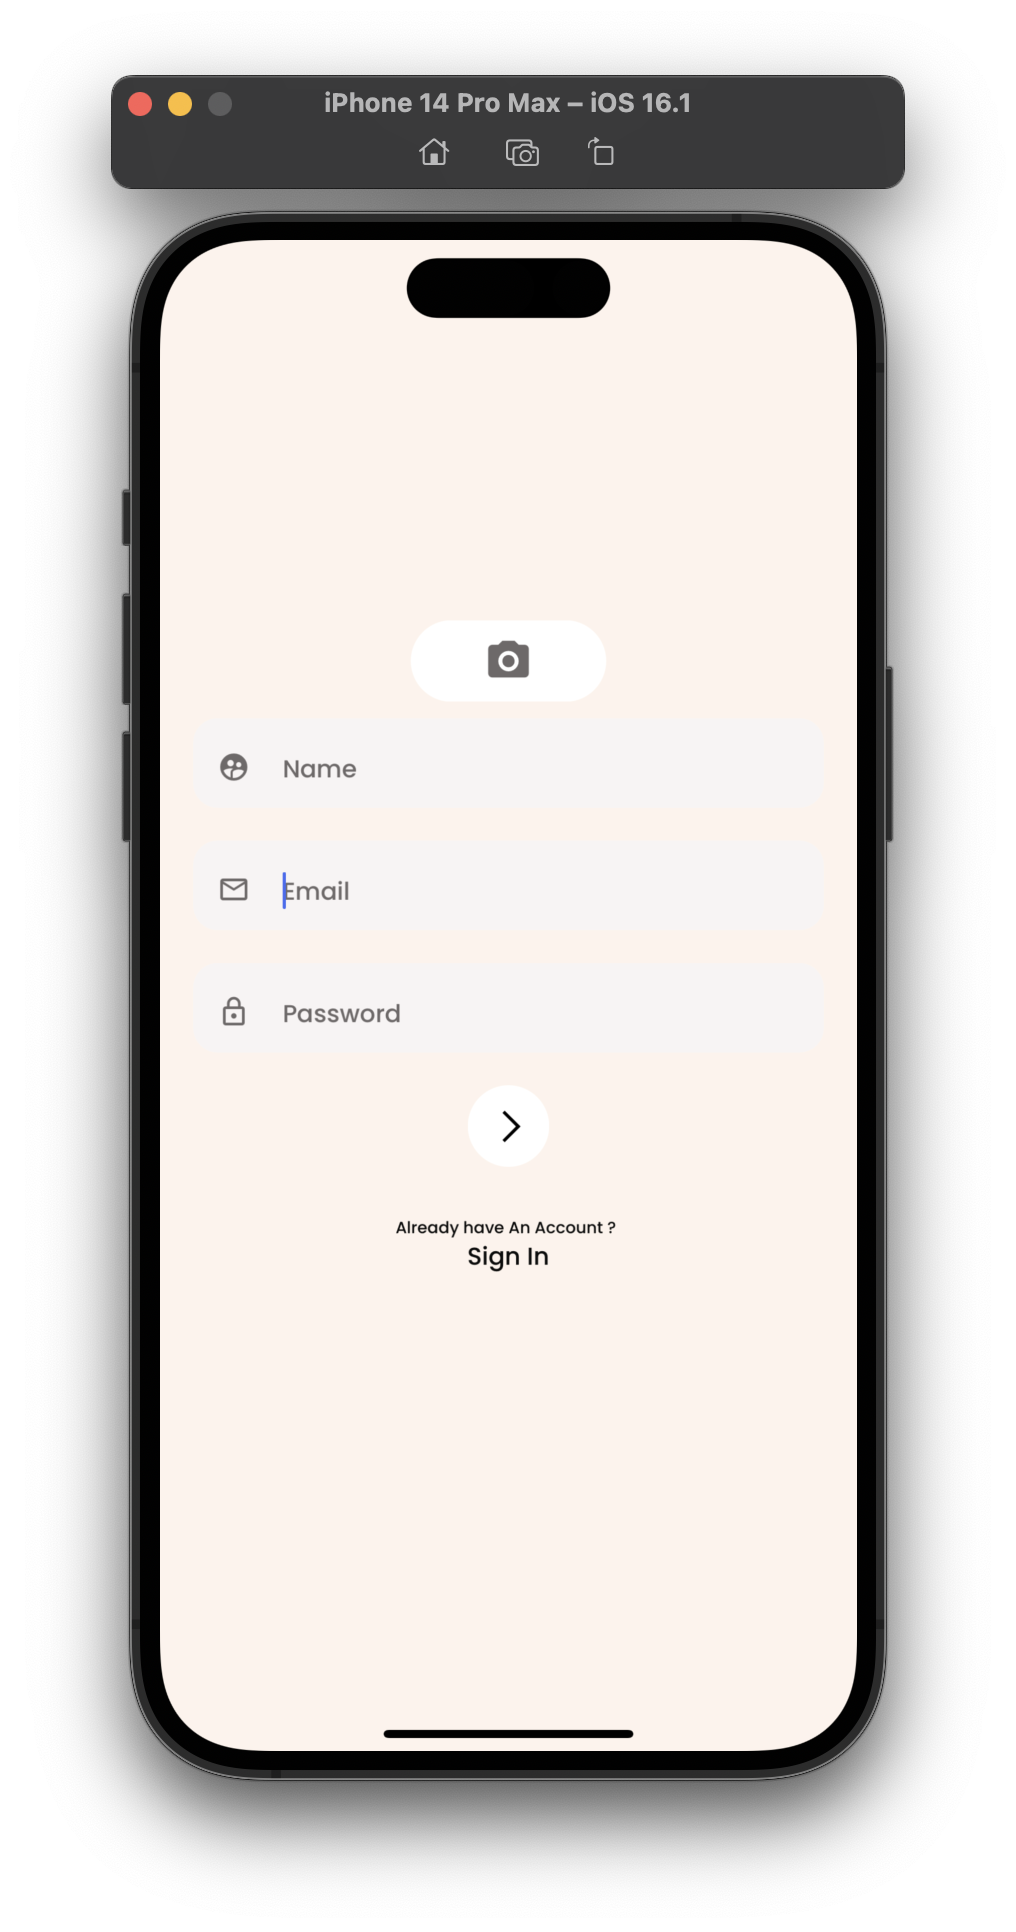 iPhone 14 Pro Max – iOS 16.1
Name
Email
Password
Already have An Account ?
Sign In